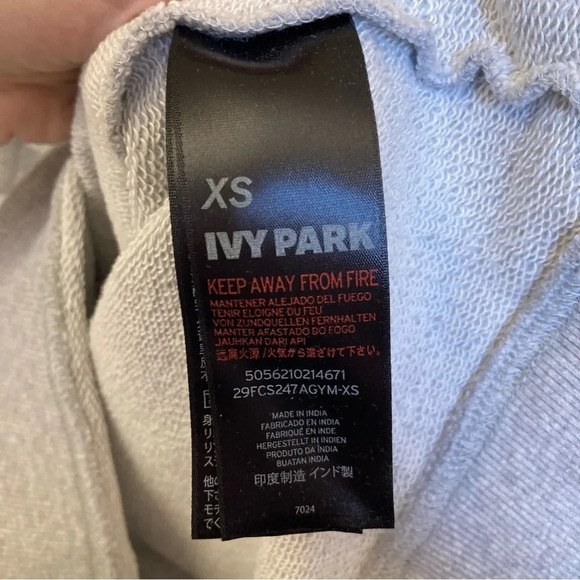 XS
IVY PARK
KEEP AWAY FROM FIRE
MANTENER ALEJADO DEL FUEGO
TENIR ELOIGNE DU FEU
VON ZUNDQUELLEN FERNHALTEN
MANTER AFASTADO DO FOGO
JAUHKAN DARI API
远离火源/火気から遠ざけて下さい
5056210214671
29FCS247AGYM-XS
MADE IN INDIA
FABRICADO EN INDIA
FABRIQUÉ EN INDE
HERGESTELLT IN INDIEN
PRODUTO DA ÍNDIA
BUATAN INDIA
印度制造 インド製
7024